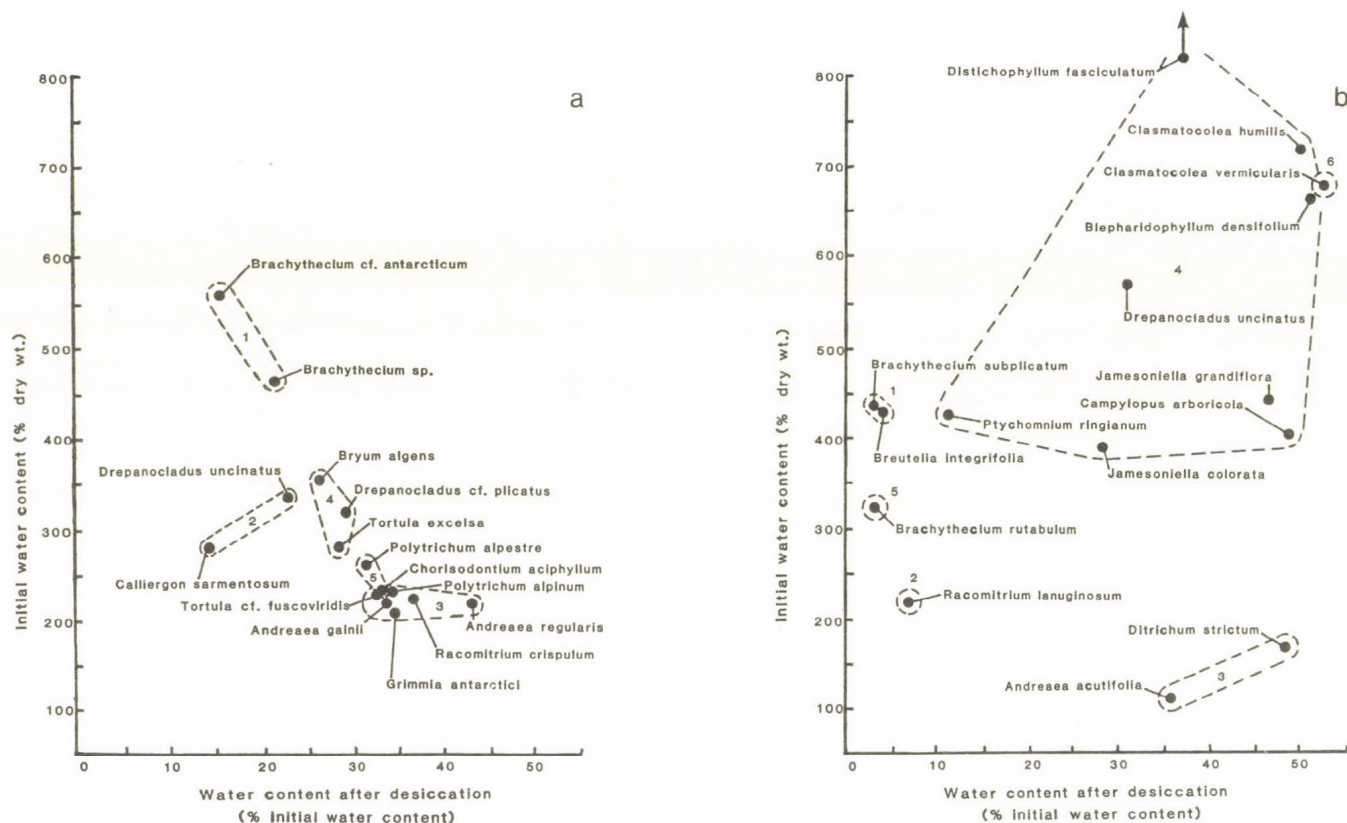 a
800
700
600
500
400
300
200
100
0
10
20
30
40
50
Initial water content (% dry wt.)
Water content after desiccation
(% initial water content)
Brachythecium cf. antarcticum
1
Brachythecium sp.
Drepanocladus uncinatus
2
Calliergon sarmentosum
Bryum algens
4
Drepanocladus cf. plicatus
Tortula excelsa
Polytrichum alpestre
5
Chorisodontium aciphyllum
Polytrichum alpinum
Tortula cf. fuscoviridis
3
Andreaea gainii
Andreaea regularis
Racomitrium crispulum
Grimmia antarctici
b
800
700
600
500
400
300
200
100
0
10
20
30
40
50
Initial water content (% dry wt.)
Water content after desiccation
(% initial water content)
Distichophyllum fasciculatum
Clasmatocolea humilis
6
Clasmatocolea vermicularis
Blepharidophyllum densifolium
4
Drepanocladus uncinatus
Brachythecium subplicatum
1
Jamesoniella grandiflora
Campylopus arboricola
Ptychomnium ringianum
Breutelia integrifolia
Jamesoniella colorata
5
Brachythecium rutabulum
2
Racomitrium lanuginosum
Ditrichum strictum
3
Andreaea acutifolia